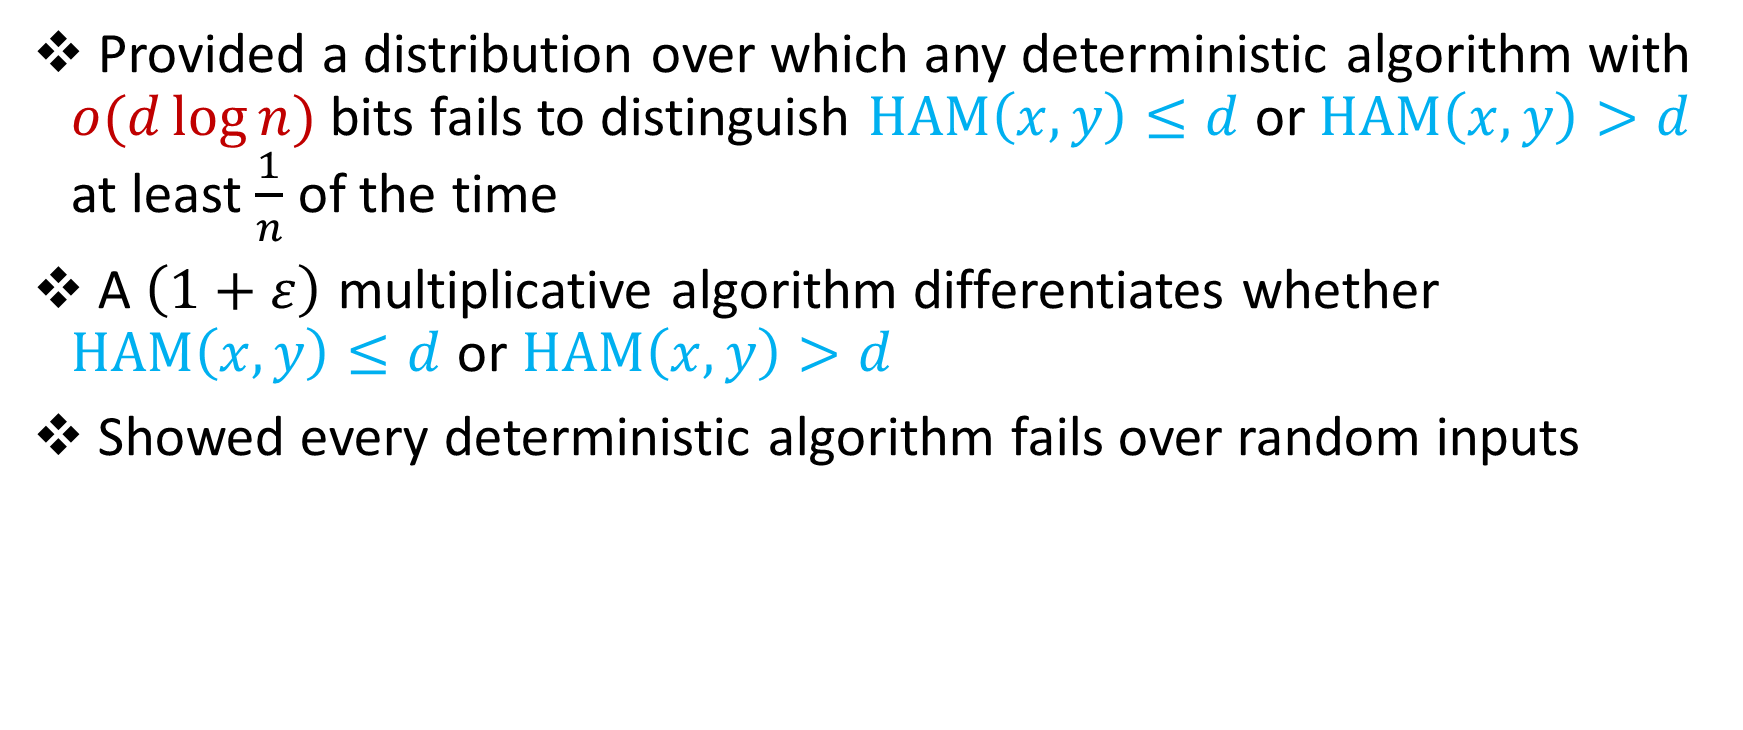 ❖ Provided a distribution over which any deterministic algorithm with
o(d log n) bits fails to distinguish HAM(x, y) ≤ d or HAM(x, y) > d
at least 1/n of the time
❖ A (1 + ε) multiplicative algorithm differentiates whether
HAM(x, y) ≤ d or HAM(x, y) > d
❖ Showed every deterministic algorithm fails over random inputs